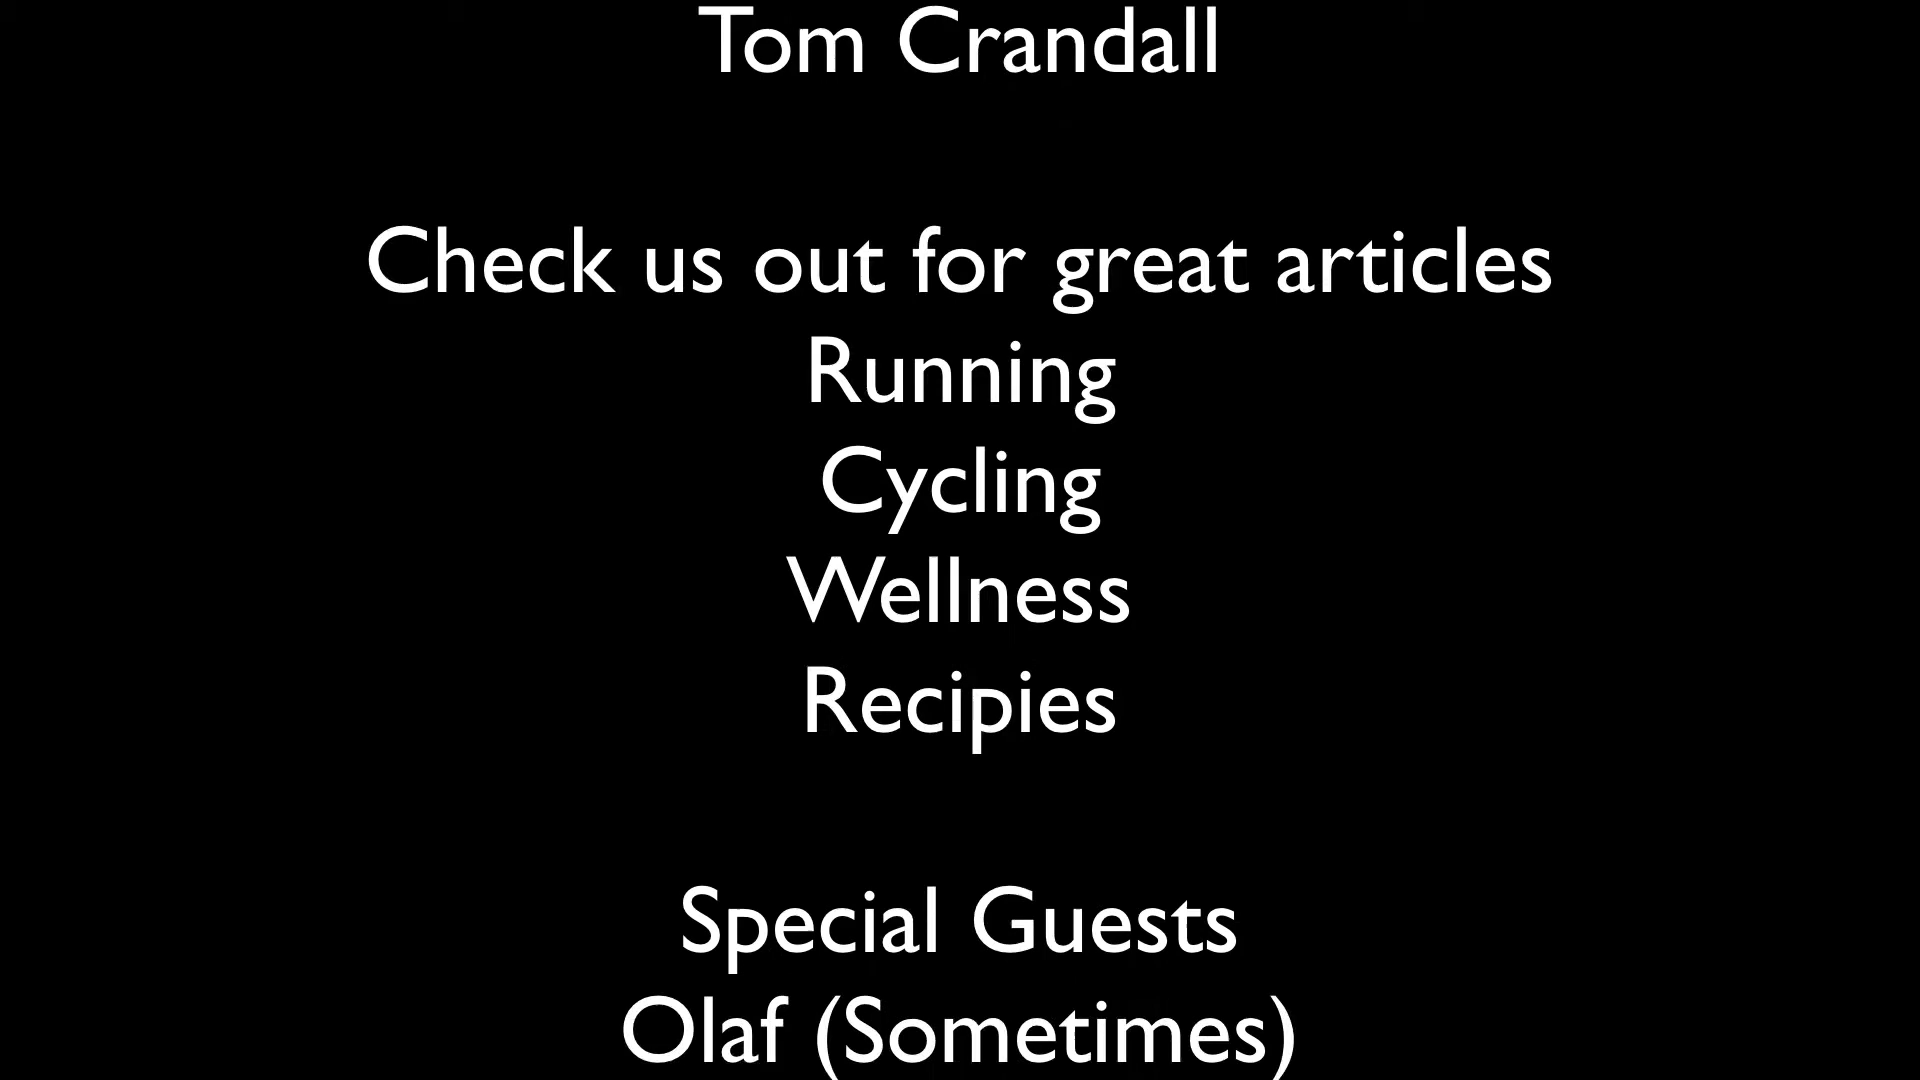 Tom Crandall
Check us out for great articles
Running
Cycling
Wellness
Recipies
Special Guests
Olaf (Sometimes)